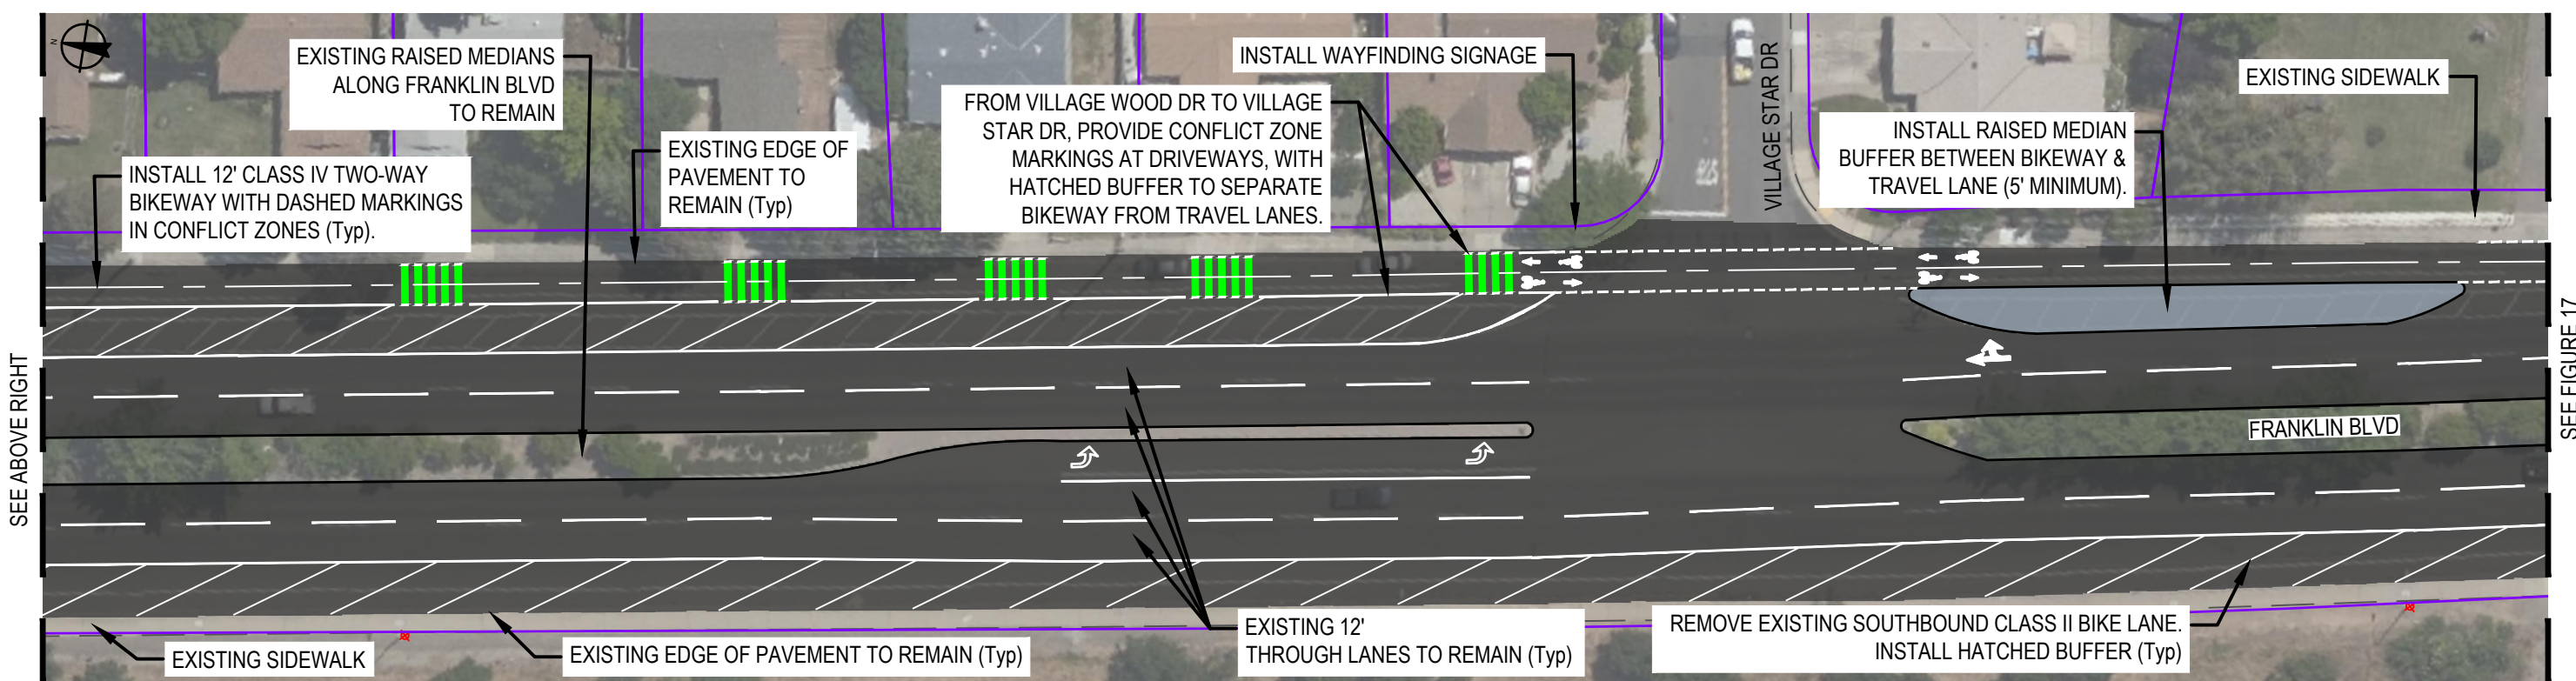 N
EXISTING RAISED MEDIANS
ALONG FRANKLIN BLVD
TO REMAIN
INSTALL WAYFINDING SIGNAGE
EXISTING SIDEWALK
FROM VILLAGE WOOD DR TO VILLAGE
STAR DR, PROVIDE CONFLICT ZONE
MARKINGS AT DRIVEWAYS, WITH
HATCHED BUFFER TO SEPARATE
BIKEWAY FROM TRAVEL LANES.
VILLAGE STAR DR
INSTALL RAISED MEDIAN
BUFFER BETWEEN BIKEWAY &
TRAVEL LANE (5' MINIMUM).
EXISTING EDGE OF
PAVEMENT TO
REMAIN (Typ)
INSTALL 12' CLASS IV TWO-WAY
BIKEWAY WITH DASHED MARKINGS
IN CONFLICT ZONES (Typ).
STOP
SEE ABOVE RIGHT
SEE FIGURE 17
FRANKLIN BLVD
EXISTING SIDEWALK
EXISTING EDGE OF PAVEMENT TO REMAIN (Typ)
EXISTING 12'
THROUGH LANES TO REMAIN (Typ)
REMOVE EXISTING SOUTHBOUND CLASS II BIKE LANE.
INSTALL HATCHED BUFFER (Typ)